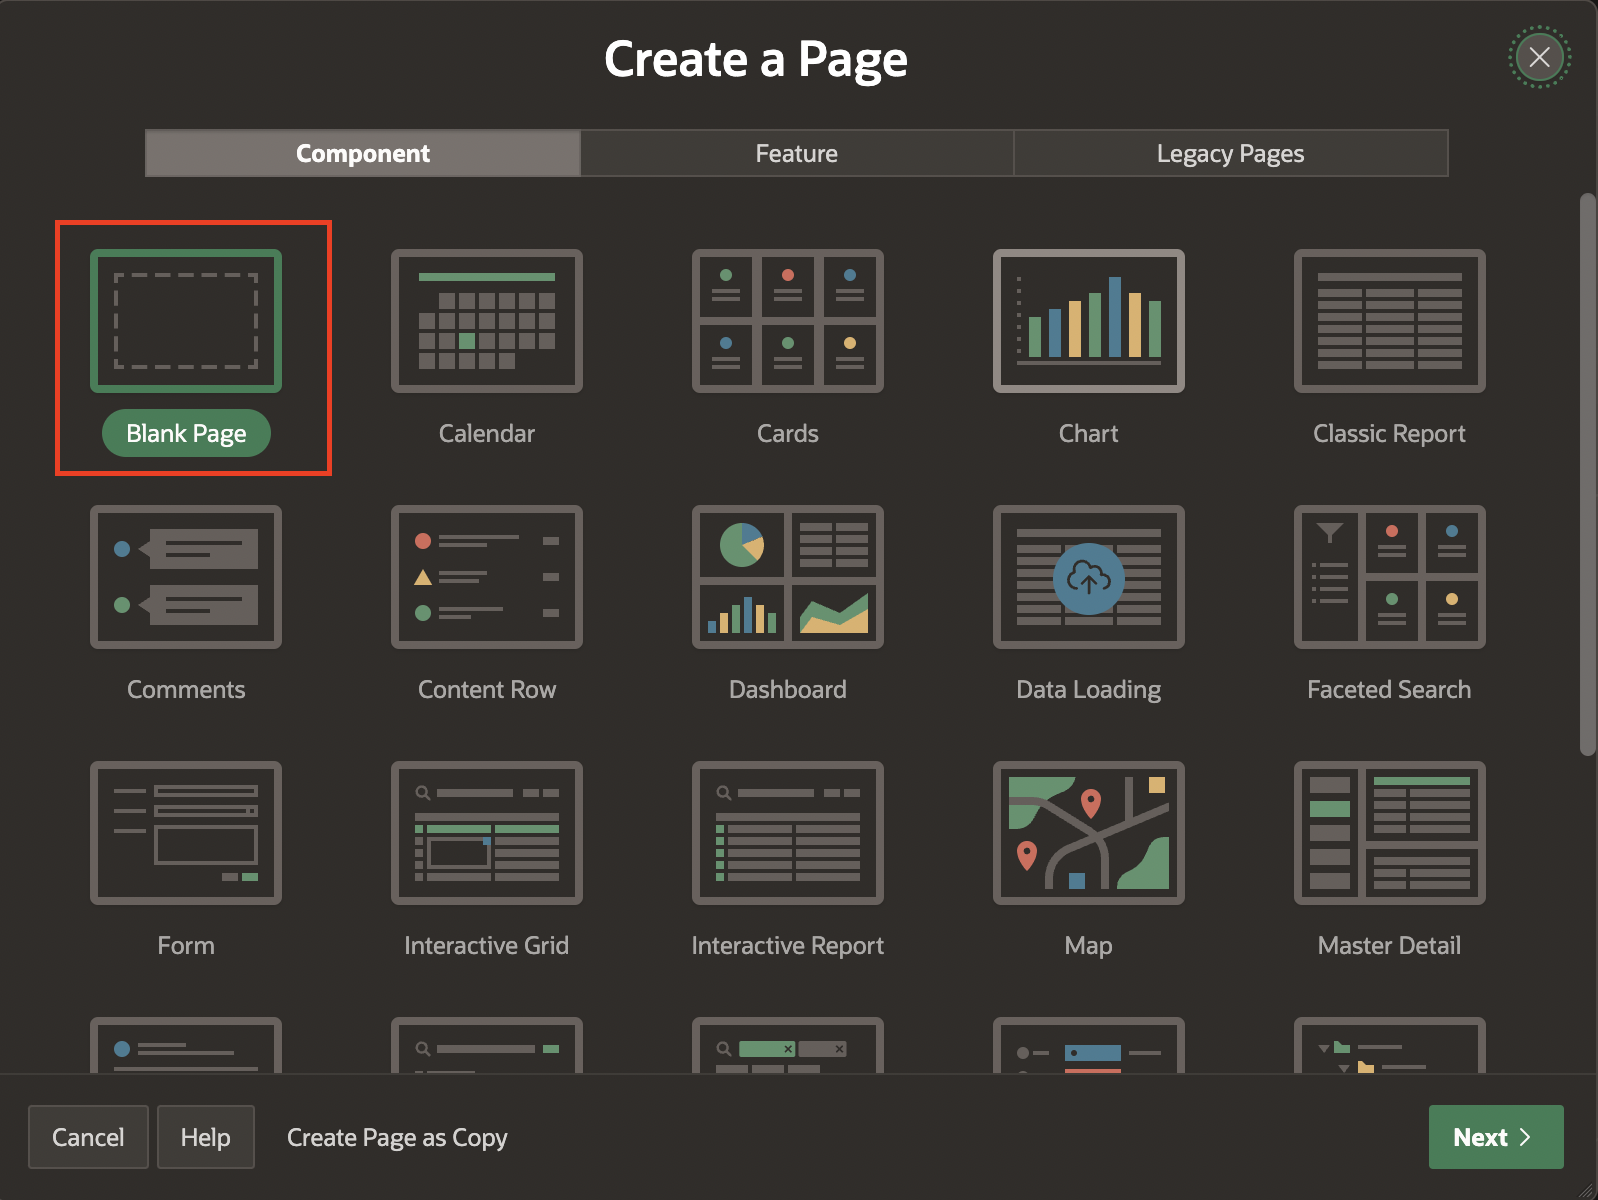 Create a Page
Component
Feature
Legacy Pages
Blank Page
Calendar
Cards
Chart
Classic Report
Comments
Content Row
Dashboard
Data Loading
Faceted Search
Form
Interactive Grid
Interactive Report
Map
Master Detail
Cancel
Help
Create Page as Copy
Next